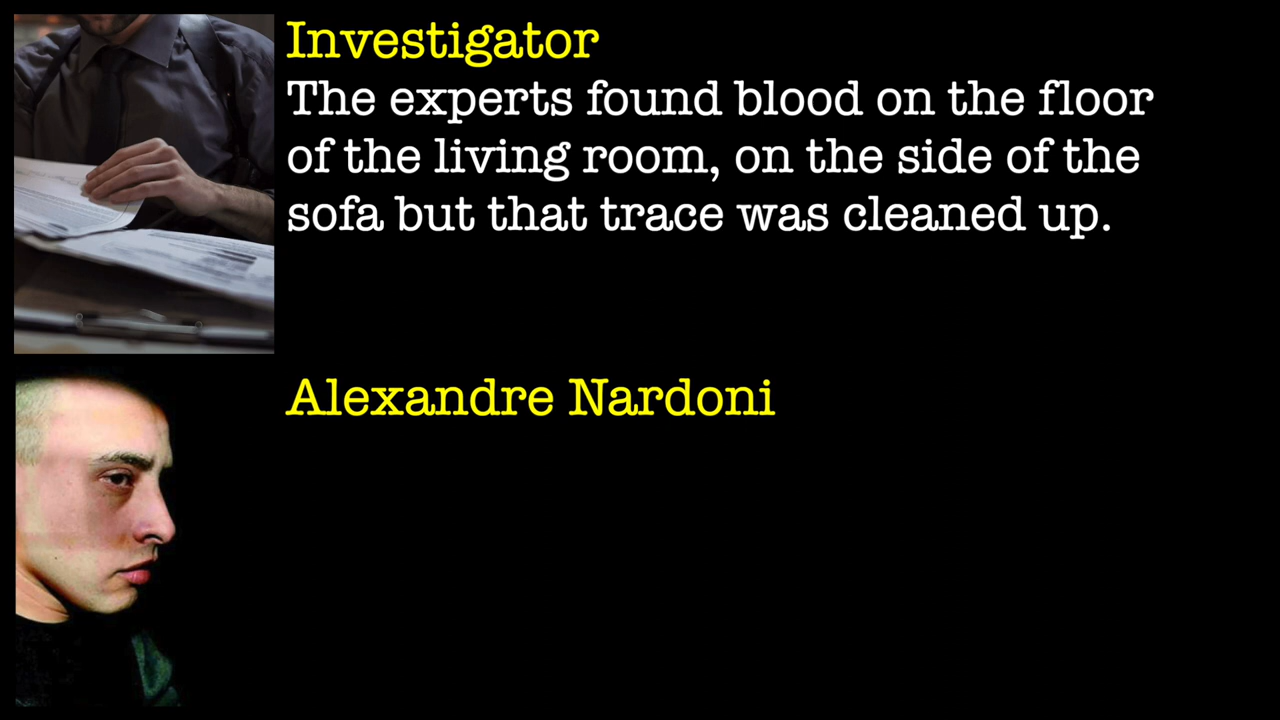 Investigator
The experts found blood on the floor
of the living room, on the side of the
sofa but that trace was cleaned up.
Alexandre Nardoni